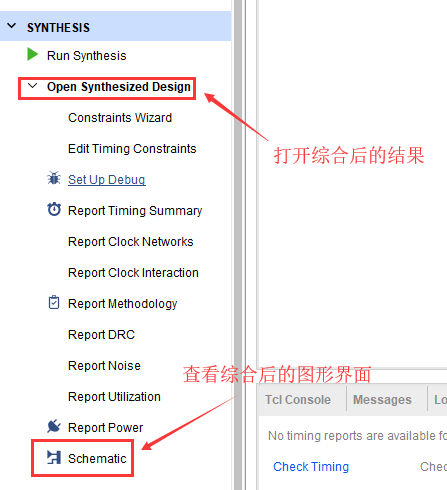 SYNTHESIS
Run Synthesis
Open Synthesized Design
Constraints Wizard
打开综合后的结果
Edit Timing Constraints
Set Up Debug
Report Timing Summary
Report Clock Networks
Report Clock Interaction
Report Methodology
Report DRC
Report Noise
查看综合后的图形界面
Report Utilization
Tcl Console Messages Lo
Report Power
No timing reports are available fo
Schematic
Check Timing Chec